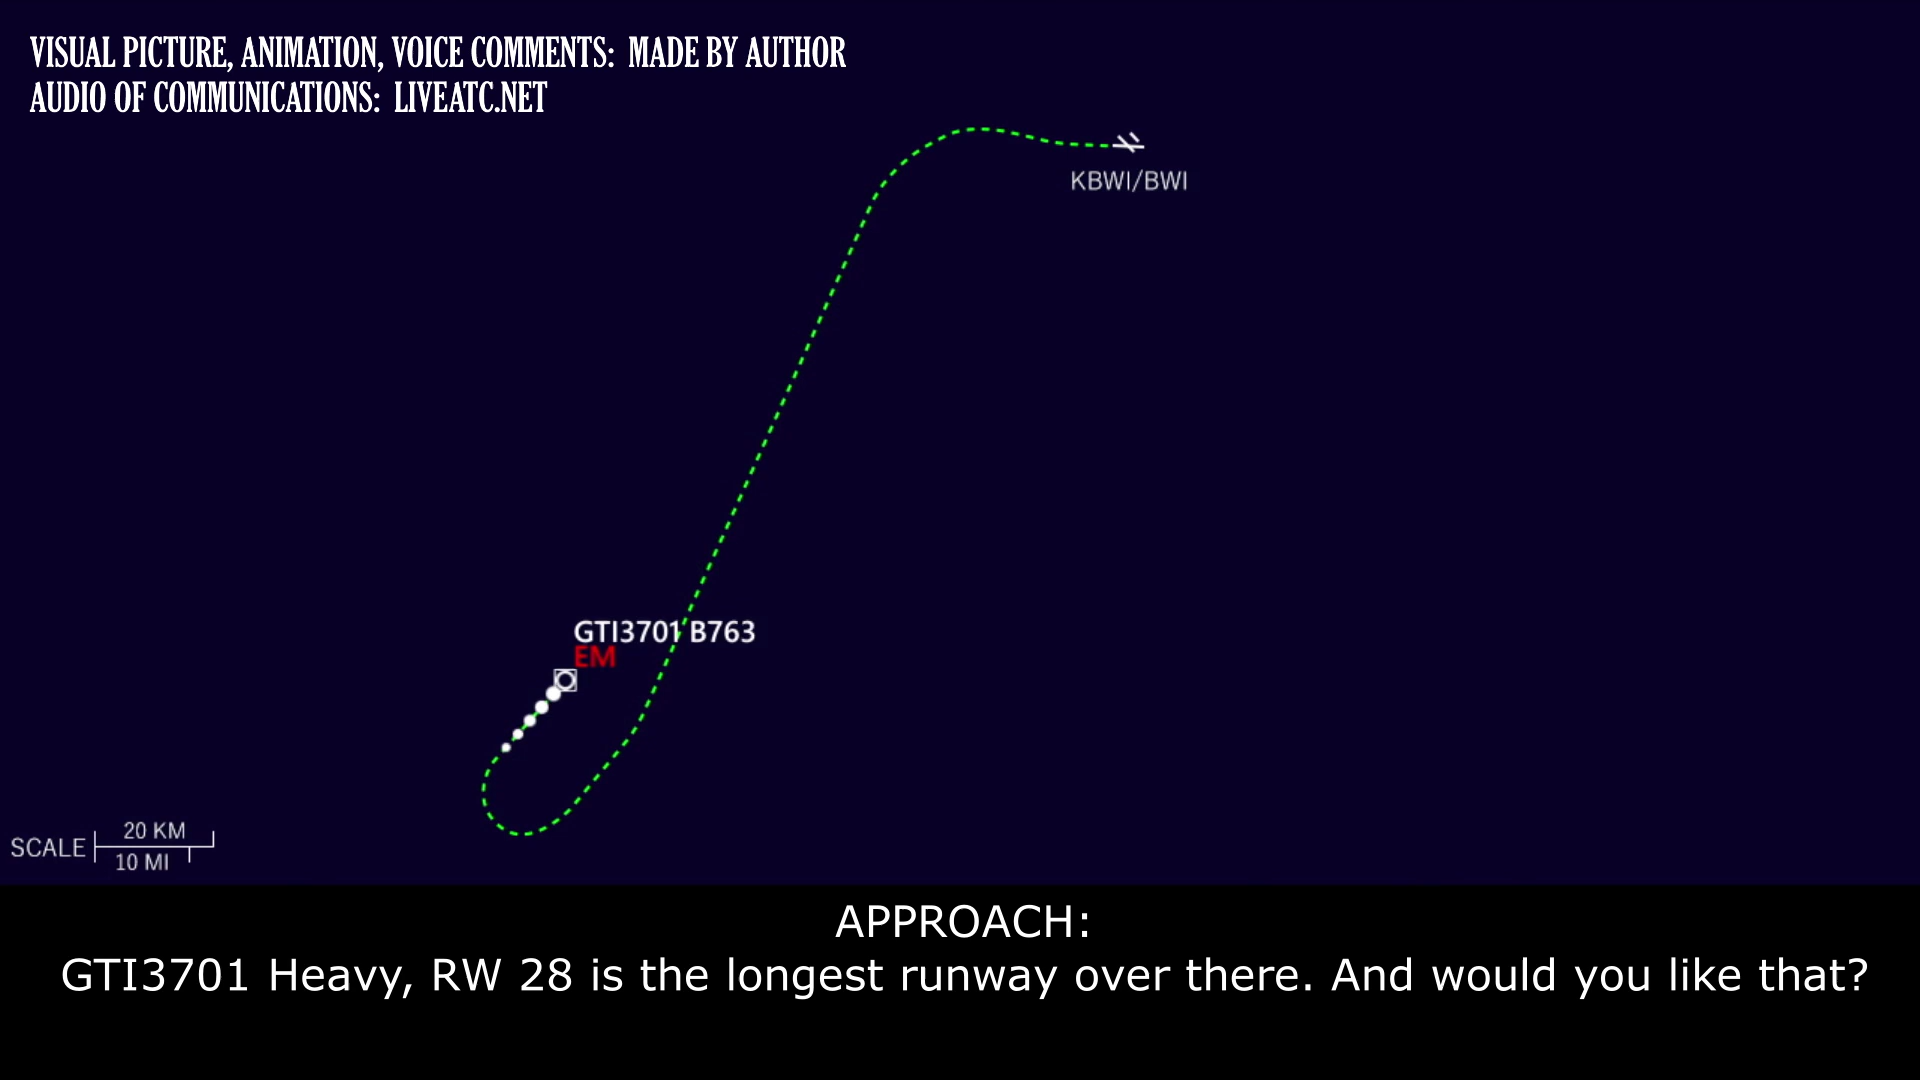 VISUAL PICTURE, ANIMATION, VOICE COMMENTS: MADE BY AUTHOR
AUDIO OF COMMUNICATIONS: LIVEATC.NET
KBWI/BWI
GTI3701 B763
EM
20 KM
SCALE
10 MI
APPROACH:
GTI3701 Heavy, RW 28 is the longest runway over there. And would you like that?